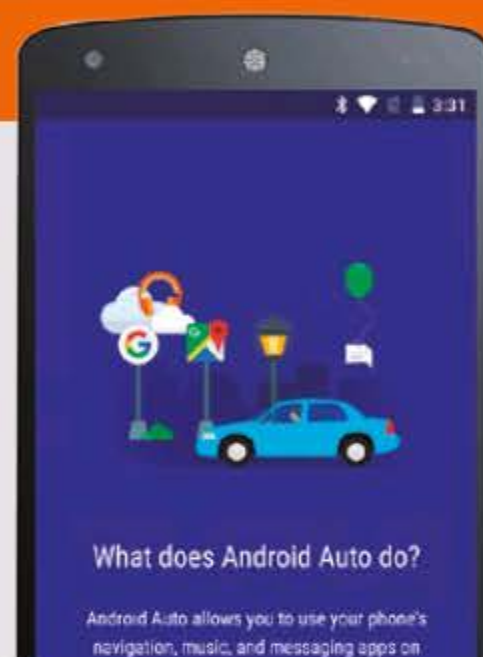 3:31
G
What does Android Auto do?
Android Auto allows you to use your phone's
navigation, music, and messaging apps on